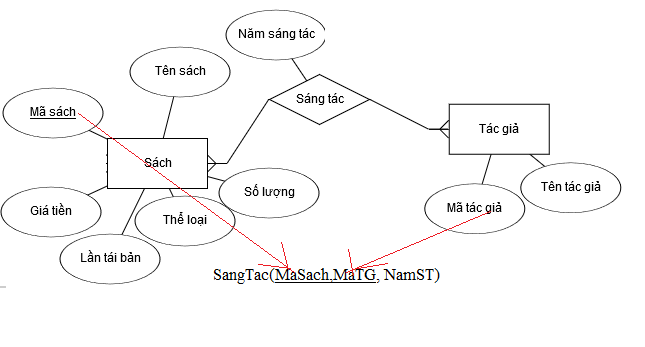 Năm sáng tác
Tên sách
Sáng tác
Mã sách
Tác giả
Sách
Số lượng
Tên tác giả
Giá tiền
Thể loại
Mã tác giả
Lần tái bản
SangTac(MaSach,MaTG, NamST)